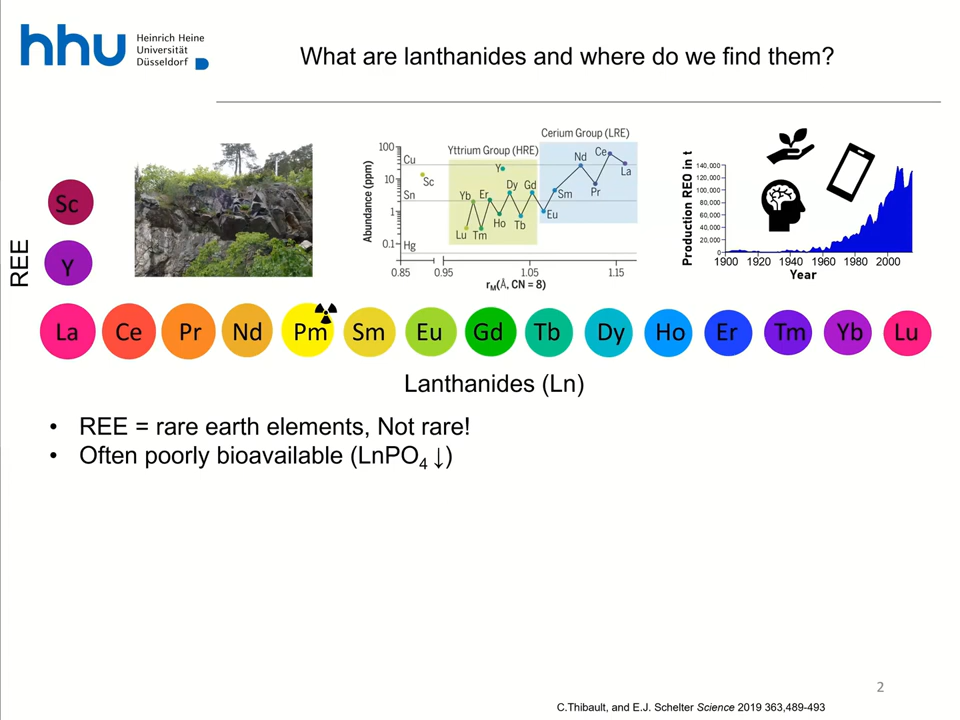 hhu Heinrich Heine
Universität
Düsseldorf
What are lanthanides and where do we find them?
Cerium Group (LRE)
Yttrium Group (HRE)
Abundance (ppm)
100
10
1
0.1
Cu
Sn
Hg
Sc
Y
Yb
Er
Dy
Gd
Lu
Tm
Ho
Tb
Eu
Sm
Nd
Pr
Ce
La
0.85
0.95
1.05
1.15
rM(Å, CN = 8)
Production REO in t
140,000
120,000
100,000
80,000
60,000
40,000
20,000
0
1900 1920 1940 1960 1980 2000
Year
REE
Sc
Y
La Ce Pr Nd Pm Sm Eu Gd Tb Dy Ho Er Tm Yb Lu
Lanthanides (Ln)
• REE = rare earth elements, Not rare!
• Often poorly bioavailable (LnPO₄ ↓)
2
C.Thibault, and E.J. Schelter Science 2019 363,489-493